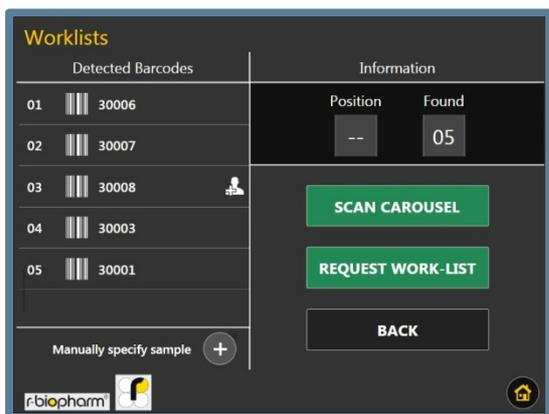 Worklists
Detected Barcodes
01 30006
02 30007
03 30008
04 30003
05 30001
Manually specify sample +
Information
Position Found
-- 05
SCAN CAROUSEL
REQUEST WORK-LIST
BACK
r-biopharm®